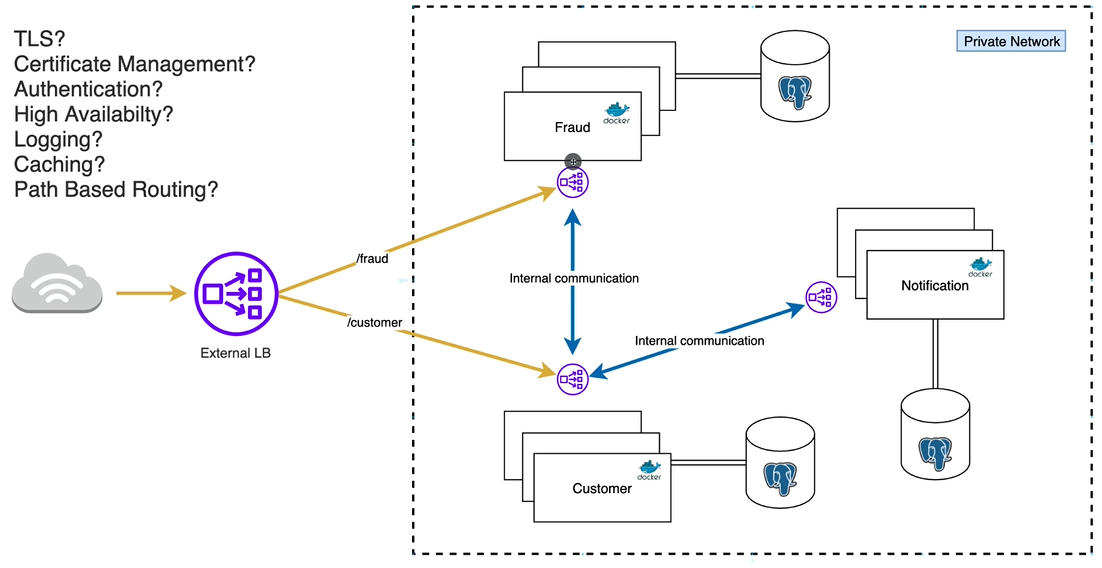 TLS?
Certificate Management?
Authentication?
High Availabilty?
Logging?
Caching?
Path Based Routing?
Private Network
docker
Fraud
/fraud
Internal communication
docker
Notification
/customer
Internal communication
External LB
docker
Customer